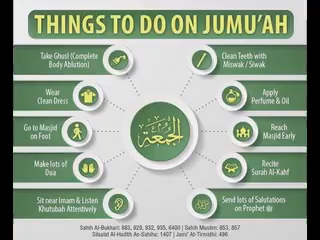 THINGS TO DO ON JUMU'AH
Take Ghusl (Complete
Body Ablution)
Clean Teeth with
Miswak / Siwak
Wear
Clean Dress
Apply
Perfume & Oil
الجمعة
Go to Masjid
on Foot
Reach
Masjid Early
Make lots of
Doa
Recite
Surah Al-Kahf
Sit near Imam & Listen
Khutubah Attentively
Send lots of Salutations
on Prophet ﷺ
Sahih Al-Bukhari: 883, 929, 932, 935, 6400 | Sahih Muslim: 853, 857
Silsilat Al-Hadith As-Sahiha: 1407 | Jami' At-Tirmidhi: 496